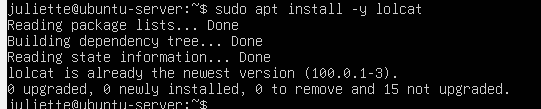 juliette@ubuntu-server:~$ sudo apt install -y lolcat
Reading package lists... Done
Building dependency tree... Done
Reading state information... Done
lolcat is already the newest version (100.0.1-3).
0 upgraded, 0 newly installed, 0 to remove and 15 not upgraded.
juliette@ubuntu-server:~$